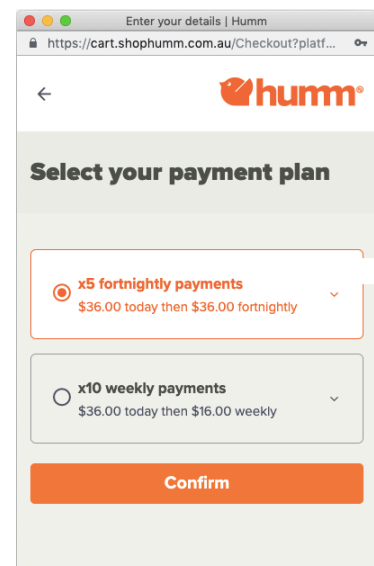 Enter your details | Humm
https://cart.shophumm.com.au/Checkout?platf...
humm®
Select your payment plan
x5 fortnightly payments
$36.00 today then $36.00 fortnightly
x10 weekly payments
$36.00 today then $16.00 weekly
Confirm